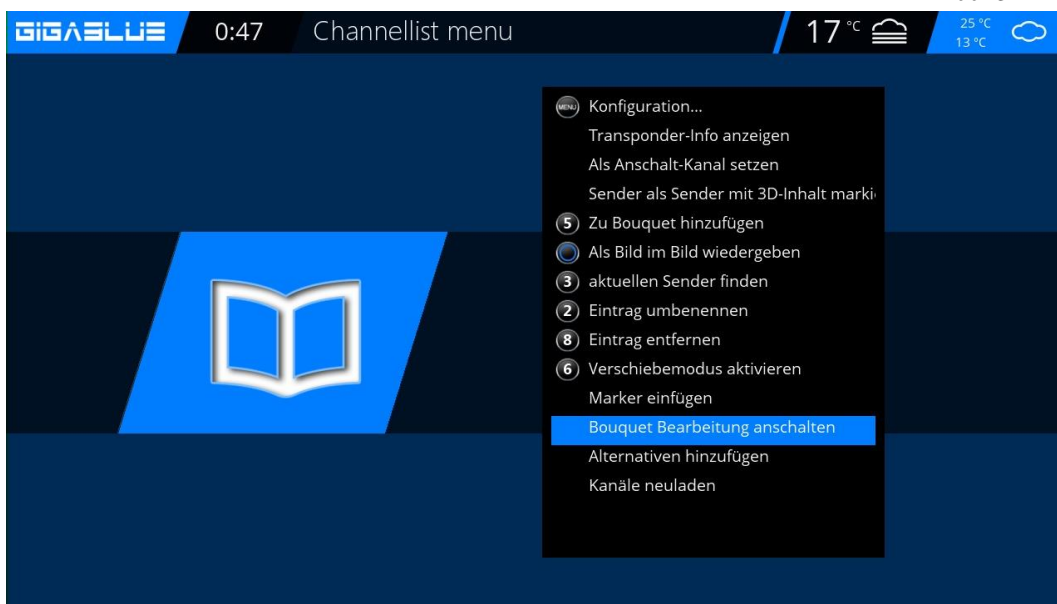 GIGABLUE 0:47 Channellist menu 17 °C 25 °C
13 °C
MENU Konfiguration...
Transponder-Info anzeigen
Als Anschalt-Kanal setzen
Sender als Sender mit 3D-Inhalt marki
5 Zu Bouquet hinzufügen
Als Bild im Bild wiedergeben
3 aktuellen Sender finden
2 Eintrag umbenennen
8 Eintrag entfernen
6 Verschiebemodus aktivieren
Marker einfügen
Bouquet Bearbeitung anschalten
Alternativen hinzufügen
Kanäle neuladen